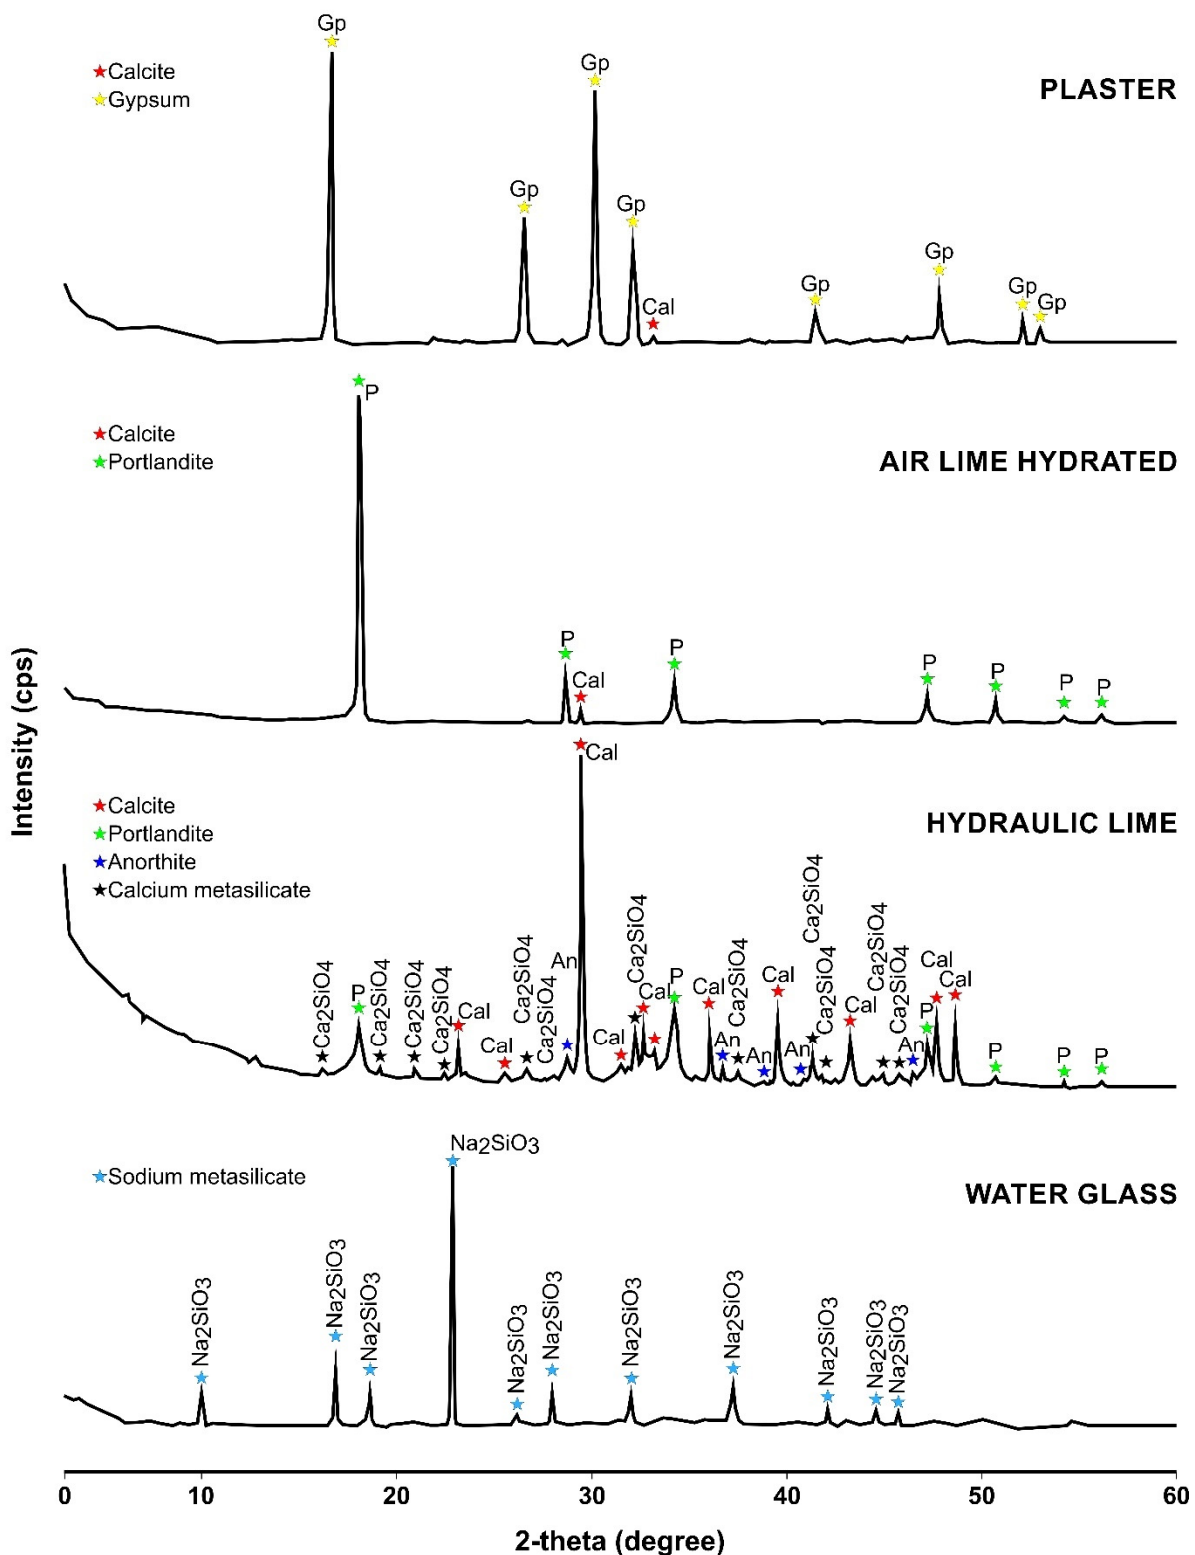 Gp
Calcite
Gypsum
PLASTER
Gp
Gp
Gp
Cal
Gp
Gp
Gp
Gp
P
Calcite
Portlandite
AIR LIME HYDRATED
P
Cal
P
P
P
P
P
Intensity (cps)
Cal
Calcite
Portlandite
Anorthite
Calcium metasilicate
HYDRAULIC LIME
Ca2SiO4
P
Ca2SiO4
Ca2SiO4
Ca2SiO4
Cal
Cal
Ca2SiO4
Ca2SiO4
An
Cal
Ca2SiO4
Cal
P
Cal
An
Ca2SiO4
An
Cal
An
Ca2SiO4
Ca2SiO4
Cal
Ca2SiO4
Ca2SiO4
An
P
Cal
Cal
P
P
P
Na2SiO3
Sodium metasilicate
WATER GLASS
Na2SiO3
Na2SiO3
Na2SiO3
Na2SiO3
Na2SiO3
Na2SiO3
Na2SiO3
Na2SiO3
Na2SiO3
Na2SiO3
0 10 20 30 40 50 60
2-theta (degree)